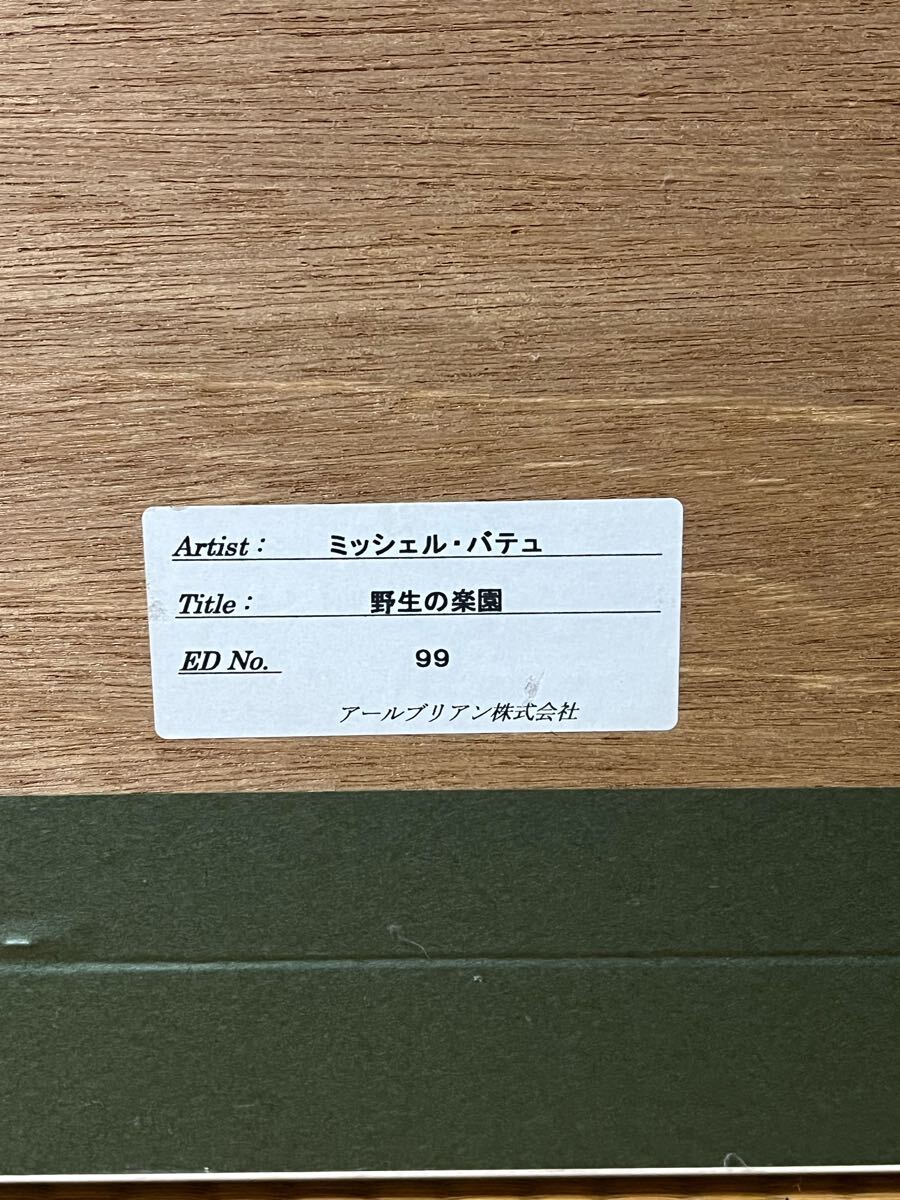 Artist: ミッシェル・バテュ
Title: 野生の楽園
ED No. 99
アールブリアン株式会社